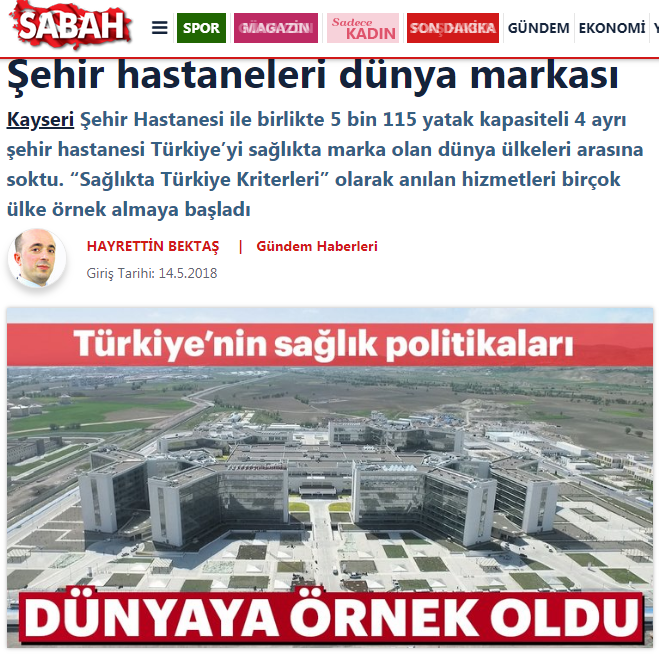 SABAH
SPOR
MAGAZİN
Sadece
KADIN
SON DAKİKA
GÜNDEM
EKONOMİ
Şehir hastaneleri dünya markası
Kayseri Şehir Hastanesi ile birlikte 5 bin 115 yatak kapasiteli 4 ayrı
şehir hastanesi Türkiye’yi sağlıkta marka olan dünya ülkeleri arasına
soktu. “Sağlıkta Türkiye Kriterleri” olarak anılan hizmetleri birçok
ülke örnek almaya başladı
HAYRETTİN BEKTAŞ | Gündem Haberleri
Giriş Tarihi: 14.5.2018
Türkiye’nin sağlık politikaları
DÜNYAYA ÖRNEK OLDU